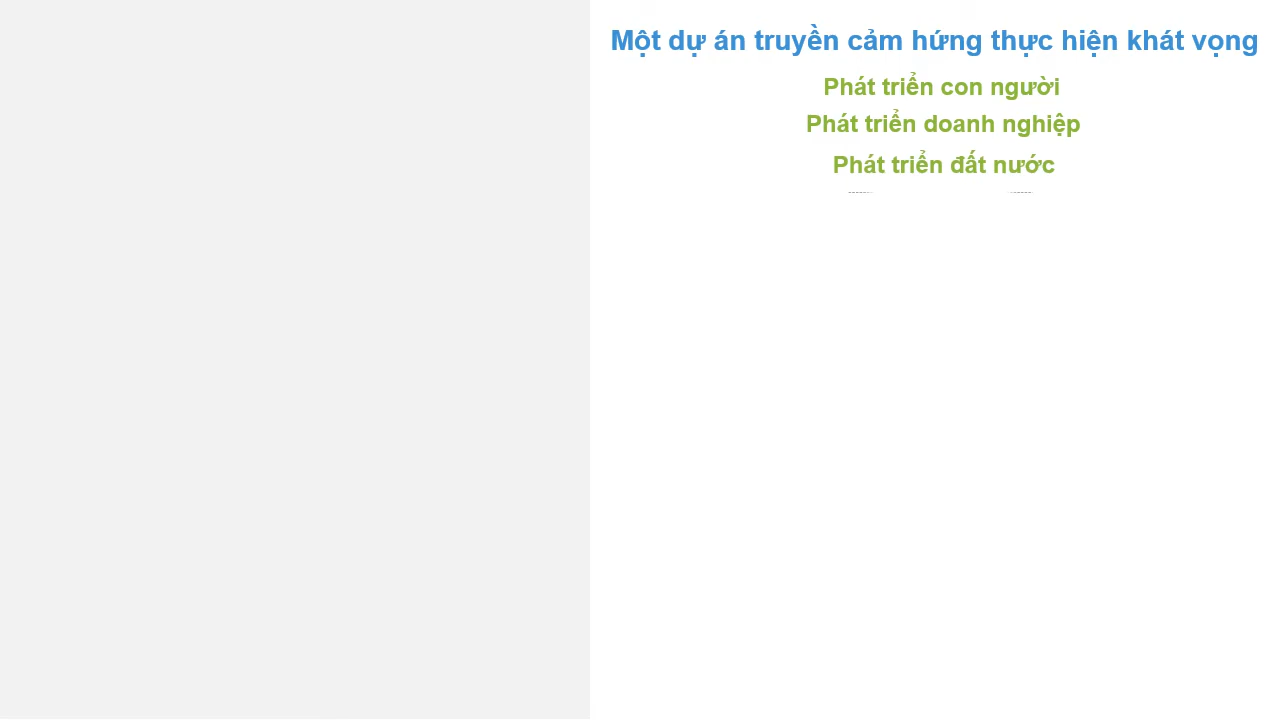 Một dự án truyền cảm hứng thực hiện khát vọng
Phát triển con người
Phát triển doanh nghiệp
Phát triển đất nước